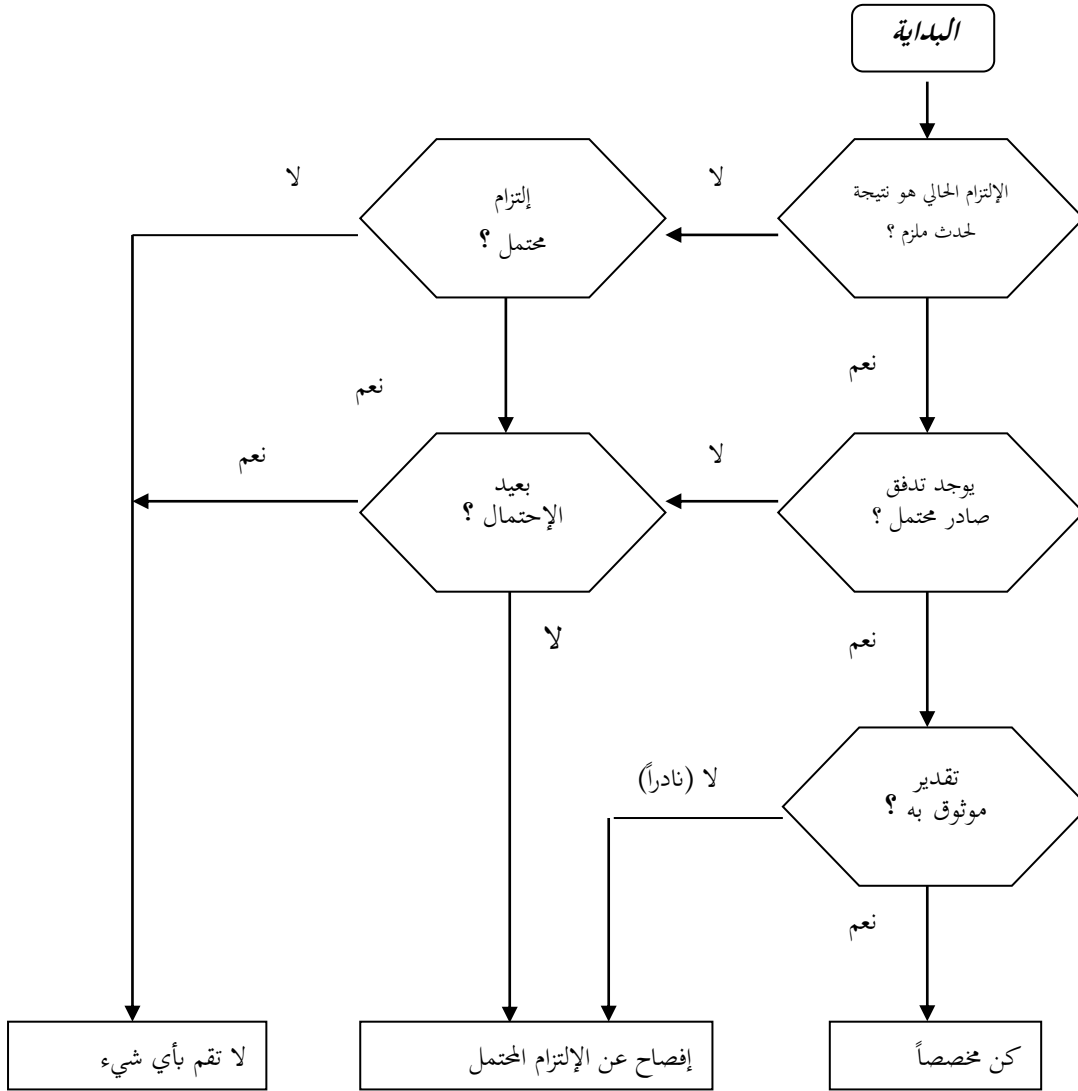 البداية
الإلتزام الحالي هو نتيجة
لحدث ملزم ؟
لا
إلتزام
محتمل ؟
لا
نعم
نعم
يوجد تدفق
صادر محتمل ؟
لا
بعيد
الإحتمال ؟
نعم
نعم
لا
تقدير
موثوق به ؟
لا (نادراً)
نعم
كن مخصصاً
إفصاح عن الإلتزام المحتمل
لا تقم بأي شيء